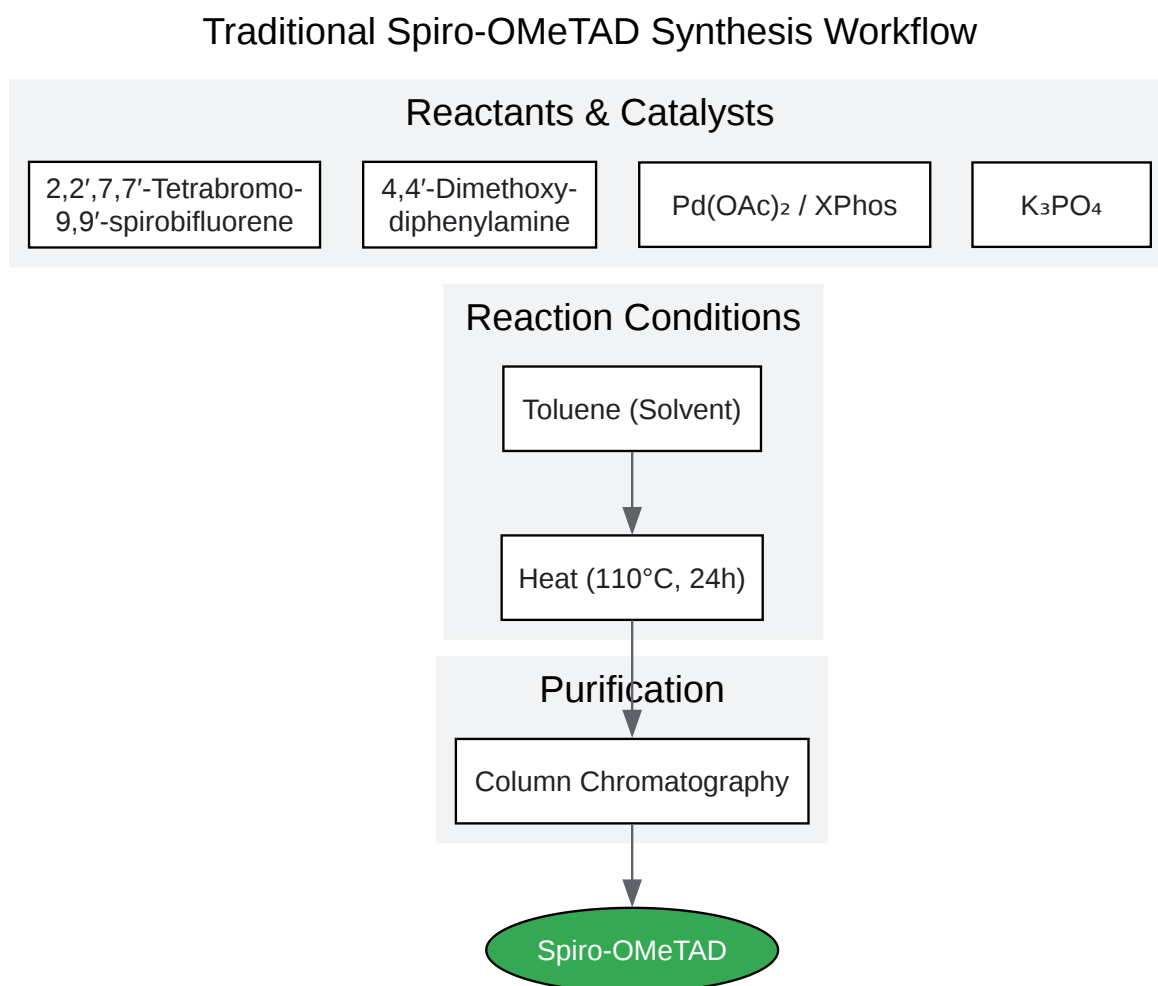 Traditional Spiro-OMeTAD Synthesis Workflow
Reactants & Catalysts
2,2′,7,7′-Tetrabromo-
9,9′-spirobifluorene
4,4′-Dimethoxy-
diphenylamine
Pd(OAc)₂ / XPhos
K₃PO₄
Reaction Conditions
Toluene (Solvent)
Heat (110°C, 24h)
Purification
Column Chromatography
Spiro-OMeTAD